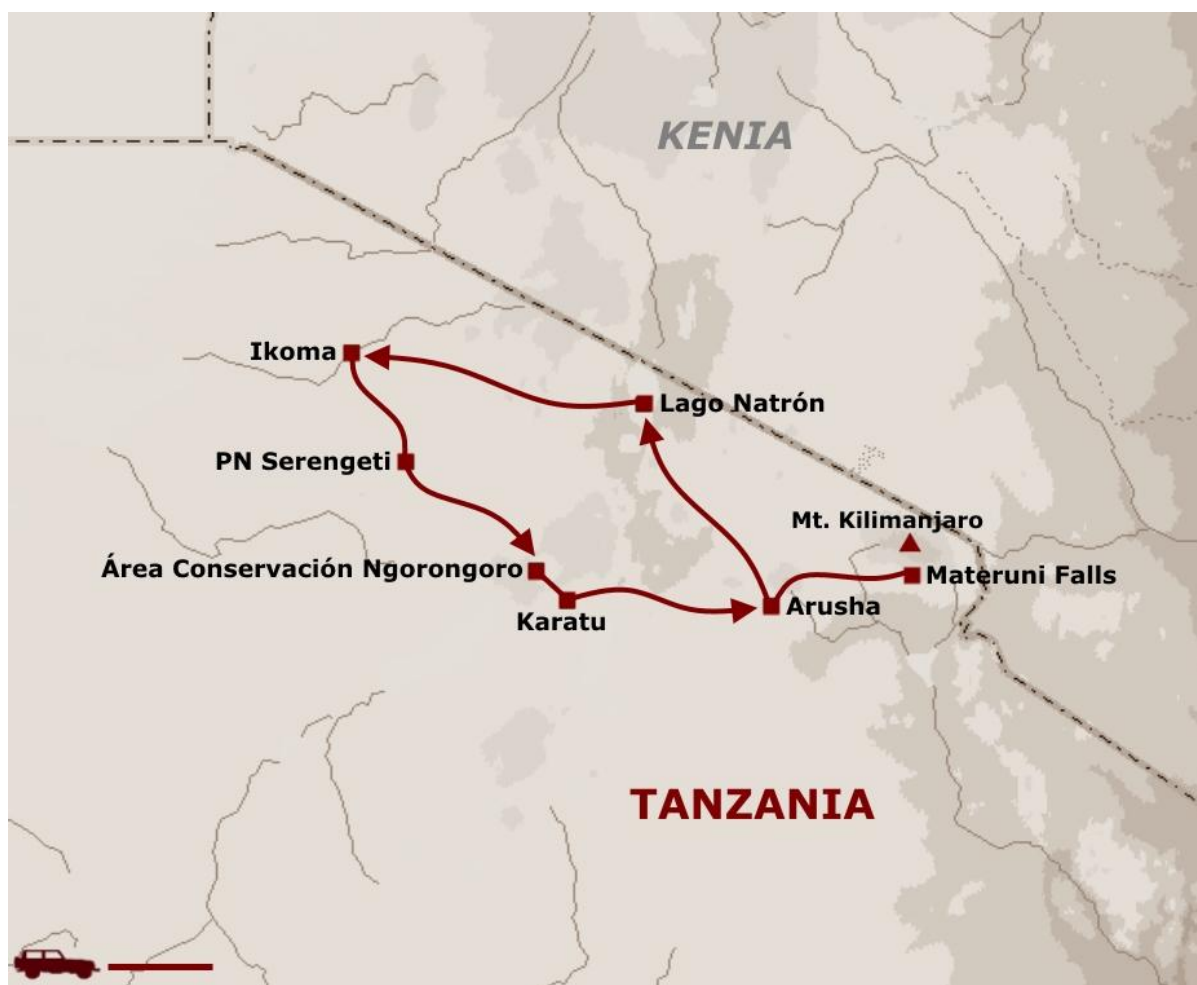 KENIA
Ikoma
Lago Natrón
PN Serengeti
Mt. Kilimanjaro
Área Conservación Ngorongoro
Materuni Falls
Karatu
Arusha
TANZANIA